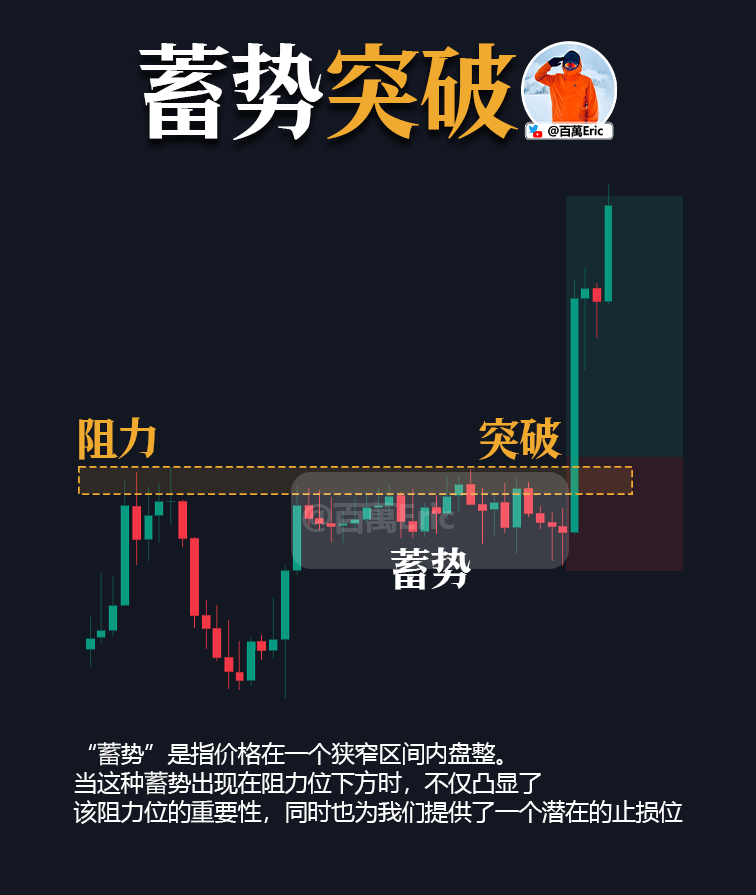 蓄势突破
@百萬Eric
阻力
突破
@百萬Eric
蓄势
“蓄势”是指价格在一个狭窄区间内盘整。
当这种蓄势出现在阻力位下方时，不仅凸显了
该阻力位的重要性，同时也为我们提供了一个潜在的止损位